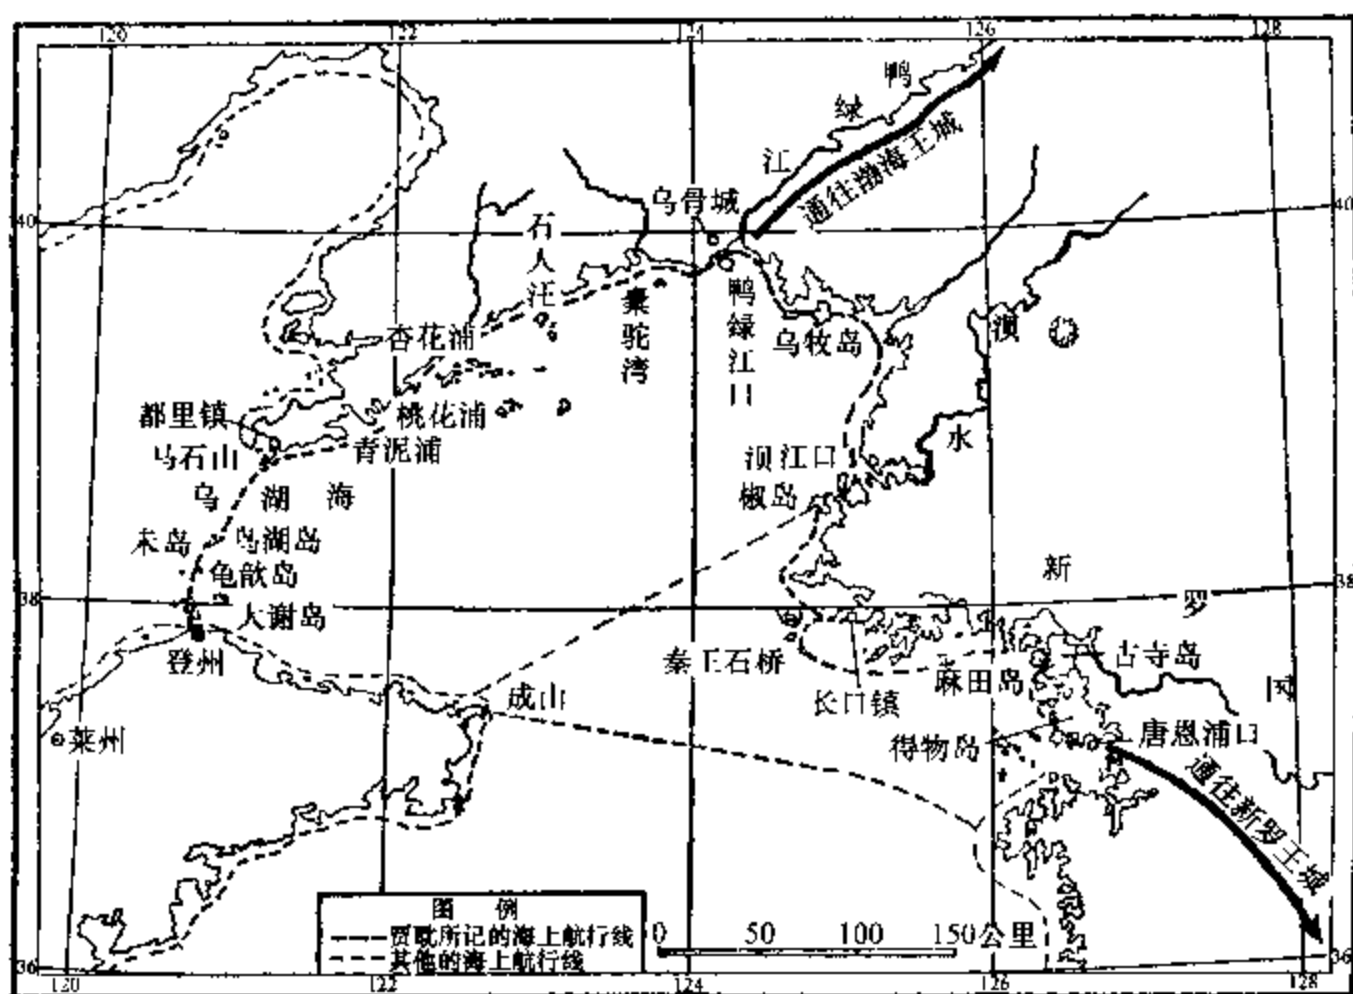 120
122
124
126
128
鸭
绿
江
通往渤海王城
乌骨城
40
40
石人汪
橐驼湾
鸭绿江口
乌牧岛
浿
水
杏花浦
桃花浦
都里镇
青泥浦
马石山
乌湖海
浿江口
椒岛
末岛
乌湖岛
龟歆岛
38
38
大谢岛
新
罗
国
登州
秦王石桥
麻田岛
古寺岛
成山
长口镇
莱州
得物岛
唐恩浦口
通往新罗王城
图 例
贾耽所记的海上航行线
其他的海上航行线
0 50 100 150公里
36
36
120
122
124
126
128